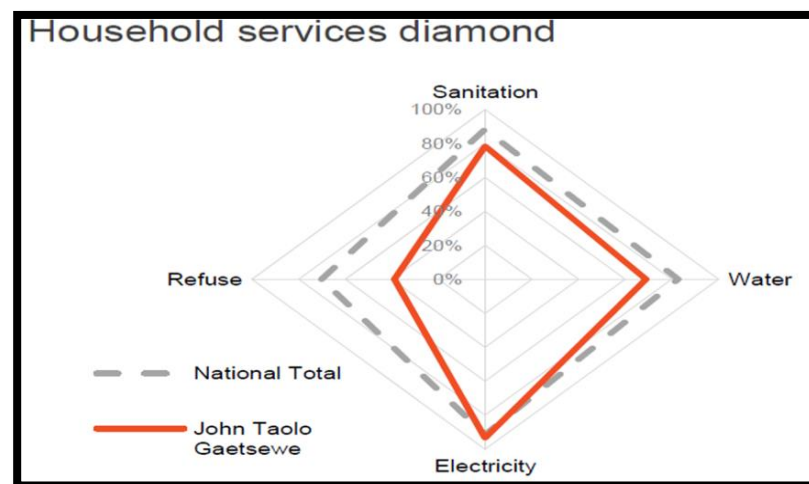 Household services diamond
Sanitation
100%
80%
60%
40%
20%
0%
Refuse
Water
National Total
John Taolo
Gaetsewe
Electricity